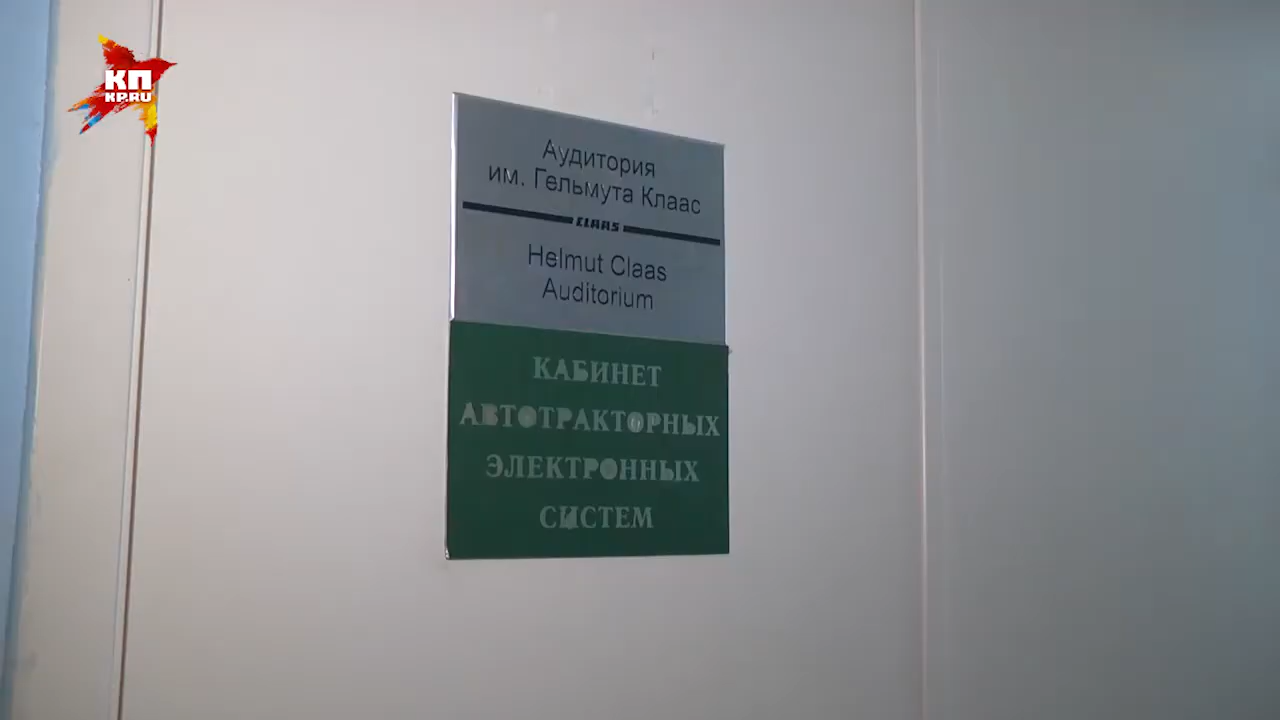 КП
KP.RU
Аудитория
им. Гельмута Клаас
CLAAS
Helmut Claas
Auditorium
КАБИНЕТ
АВТОТРАКТОРНЫХ
ЭЛЕКТРОННЫХ
СИСТЕМ